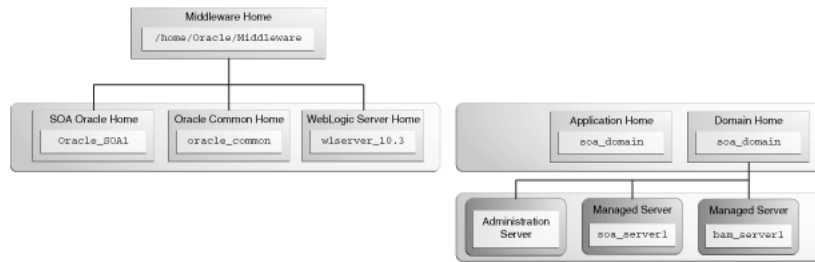 Middleware Home
/home/Oracle/Middleware
SOA Oracle Home
Oracle_SOA1
Oracle Common Home
oracle_common
WebLogic Server Home
wlserver_10.3
Application Home
soa_domain
Domain Home
soa_domain
Administration
Server
Managed Server
soa_server1
Managed Server
bam_server1